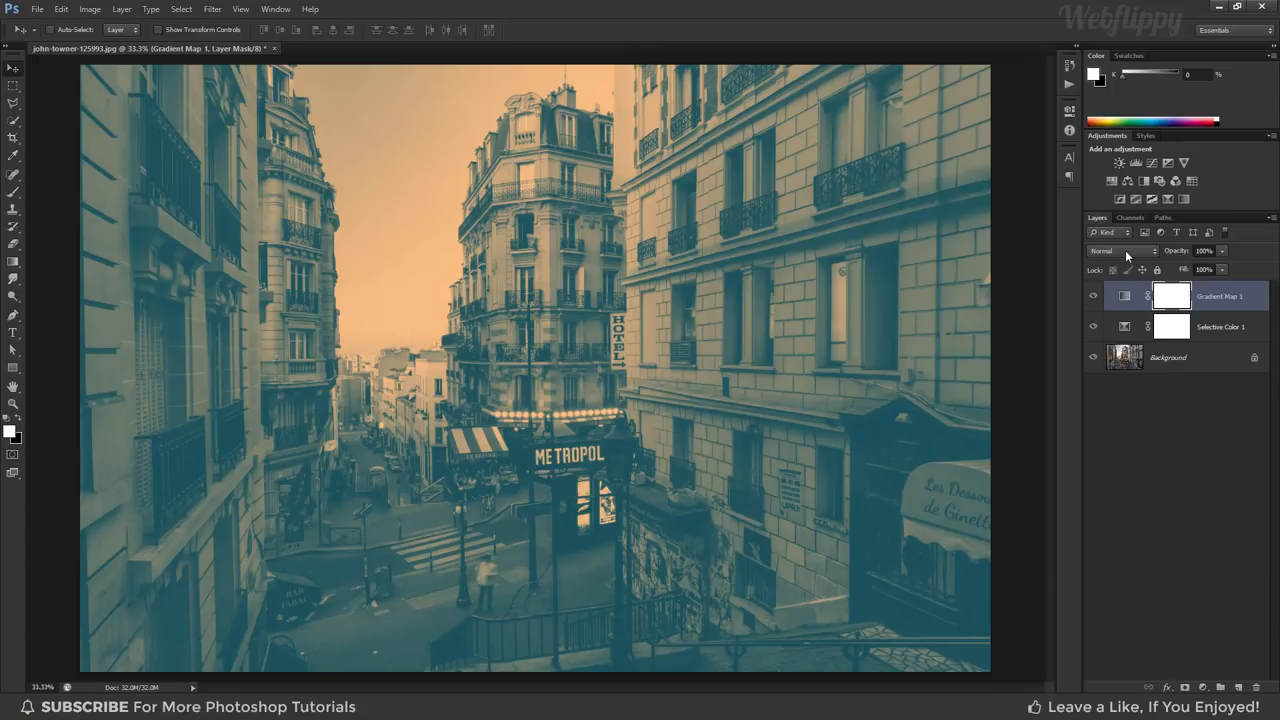 Ps File Edit Image Layer Type Select Filter View Window Help
Webflippy
Auto-Select: Layer Show Transform Controls Essentials
john-towner-125993.jpg @ 33.3% (Gradient Map 1, Layer Mask/8) * ×
Color Swatches
K 0 %
Adjustments Styles
Add an adjustment
Layers Channels Paths
Kind
Normal Opacity: 100%
Lock: Fill: 100%
Gradient Map 1
Selective Color 1
Background
HOTEL
METROPOL
Les Dessous
de Ginette
BAR
TABAC
33.33% Doc: 32.0M/32.0M
SUBSCRIBE For More Photoshop Tutorials
Leave a Like, If You Enjoyed!